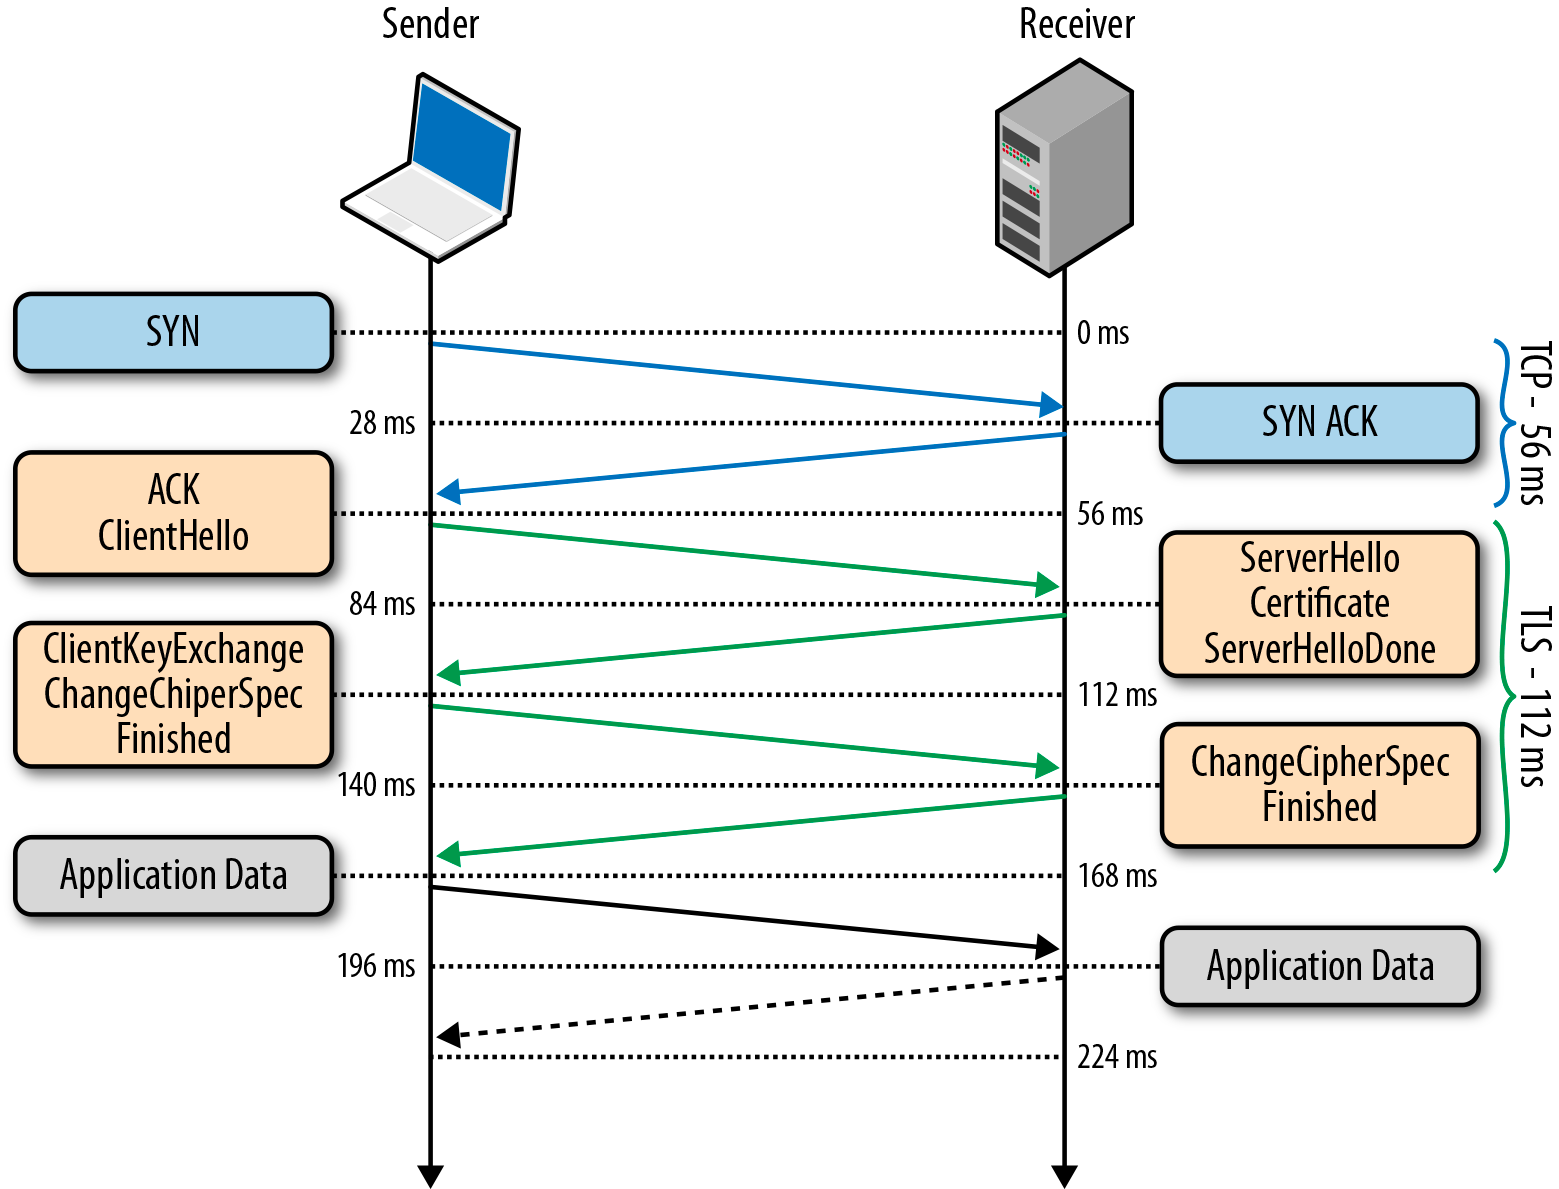 Sender
Receiver
SYN
0 ms
28 ms
SYN ACK
TCP - 56 ms
ACK
ClientHello
56 ms
84 ms
ServerHello
Certificate
ServerHelloDone
TLS - 112 ms
ClientKeyExchange
ChangeChiperSpec
Finished
112 ms
140 ms
ChangeCipherSpec
Finished
Application Data
168 ms
196 ms
Application Data
224 ms